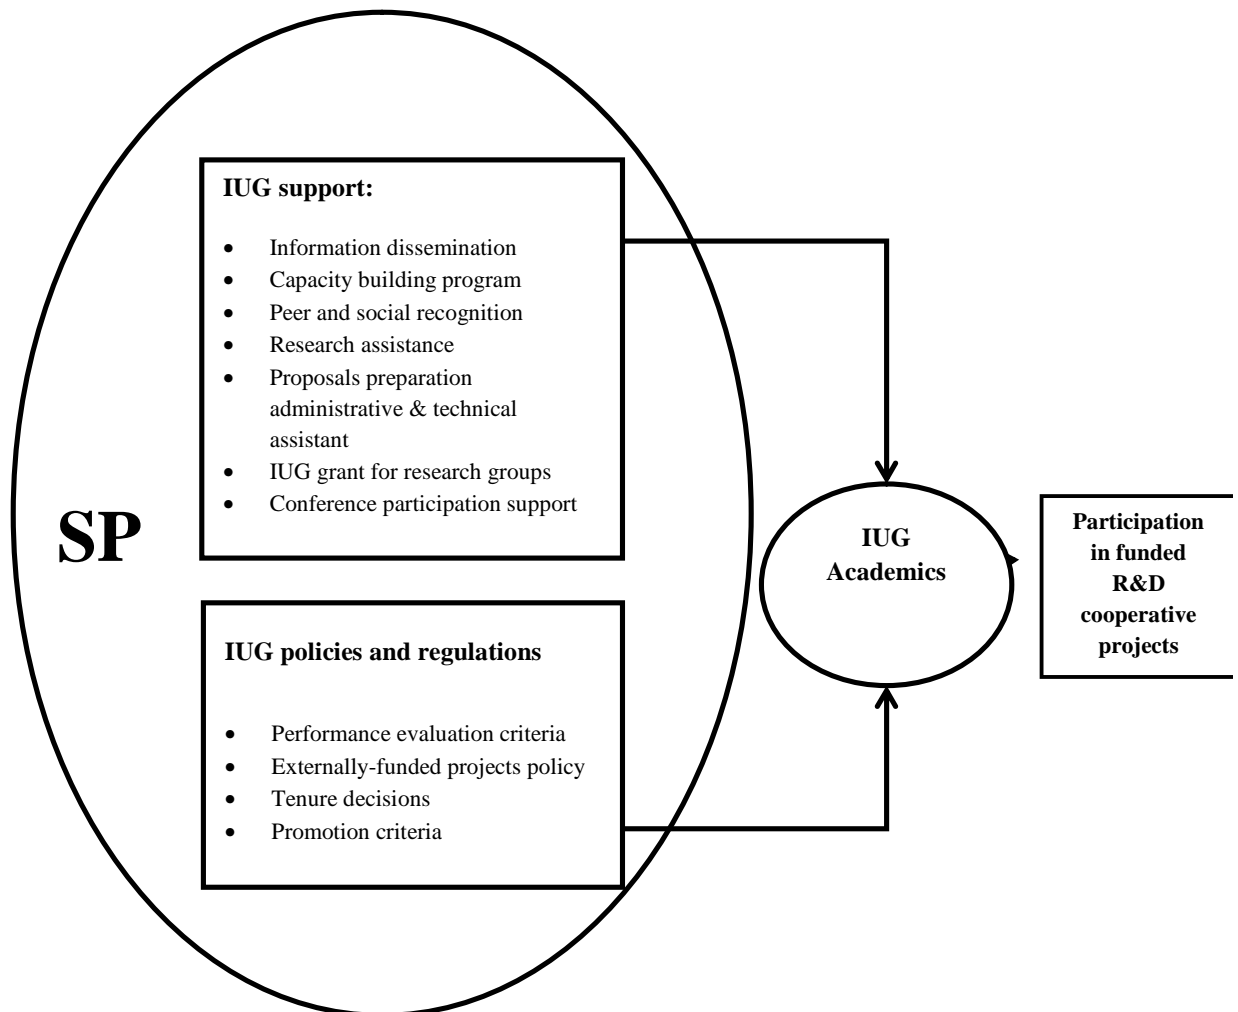 IUG support:
• Information dissemination
• Capacity building program
• Peer and social recognition
• Research assistance
• Proposals preparation
administrative & technical
assistant
• IUG grant for research groups
• Conference participation support
SP
IUG policies and regulations
• Performance evaluation criteria
• Externally-funded projects policy
• Tenure decisions
• Promotion criteria
IUG
Academics
Participation
in funded
R&D
cooperative
projects